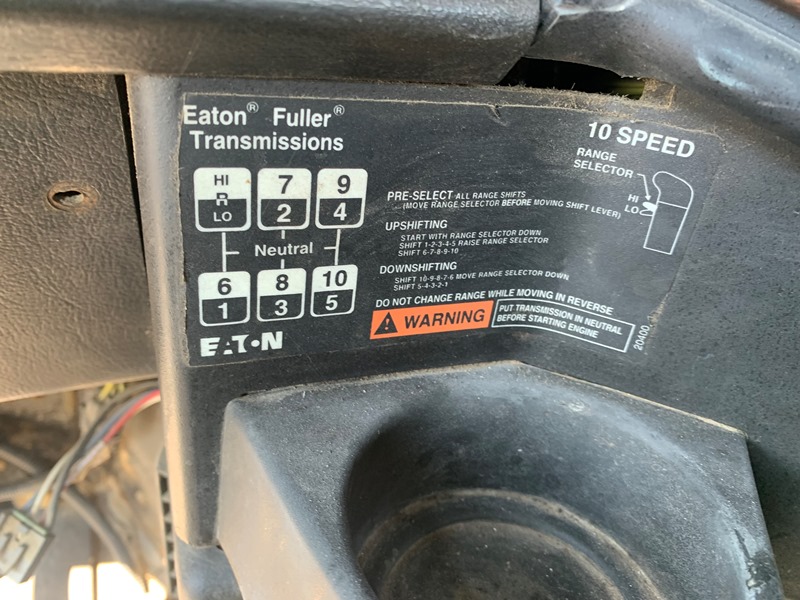 Eaton® Fuller®
Transmissions
HI
R
LO
7
2
9
4
Neutral
6
1
8
3
10
5
EATON
PRE-SELECT ALL RANGE SHIFTS
(MOVE RANGE SELECTOR BEFORE MOVING SHIFT LEVER)
UPSHIFTING
START WITH RANGE SELECTOR DOWN
SHIFT 1-2-3-4-5 RAISE RANGE SELECTOR
SHIFT 6-7-8-9-10
DOWNSHIFTING
SHIFT 10-9-8-7-6 MOVE RANGE SELECTOR DOWN
SHIFT 5-4-3-2-1
DO NOT CHANGE RANGE WHILE MOVING IN REVERSE
WARNING
PUT TRANSMISSION IN NEUTRAL
BEFORE STARTING ENGINE
10 SPEED
RANGE
SELECTOR
HI
LO
20400